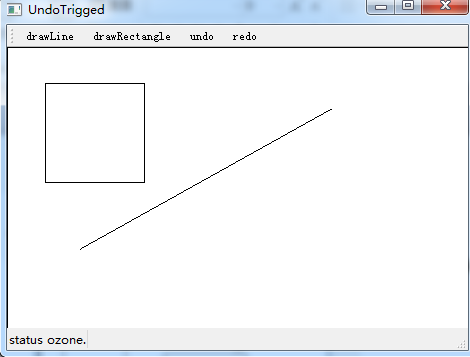 UndoTrigged
drawLine drawRectangle undo redo
status ozone.